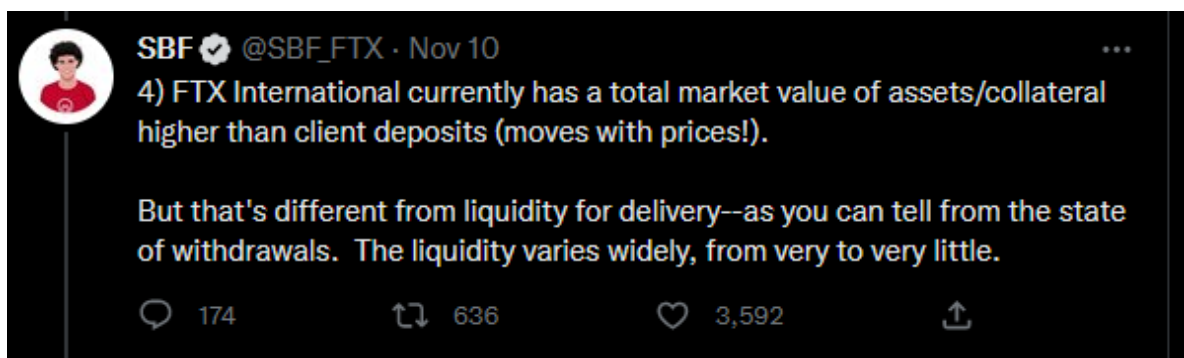 SBF @SBF_FTX · Nov 10
4) FTX International currently has a total market value of assets/collateral
higher than client deposits (moves with prices!).
But that's different from liquidity for delivery--as you can tell from the state
of withdrawals.  The liquidity varies widely, from very to very little.
174 636 3,592